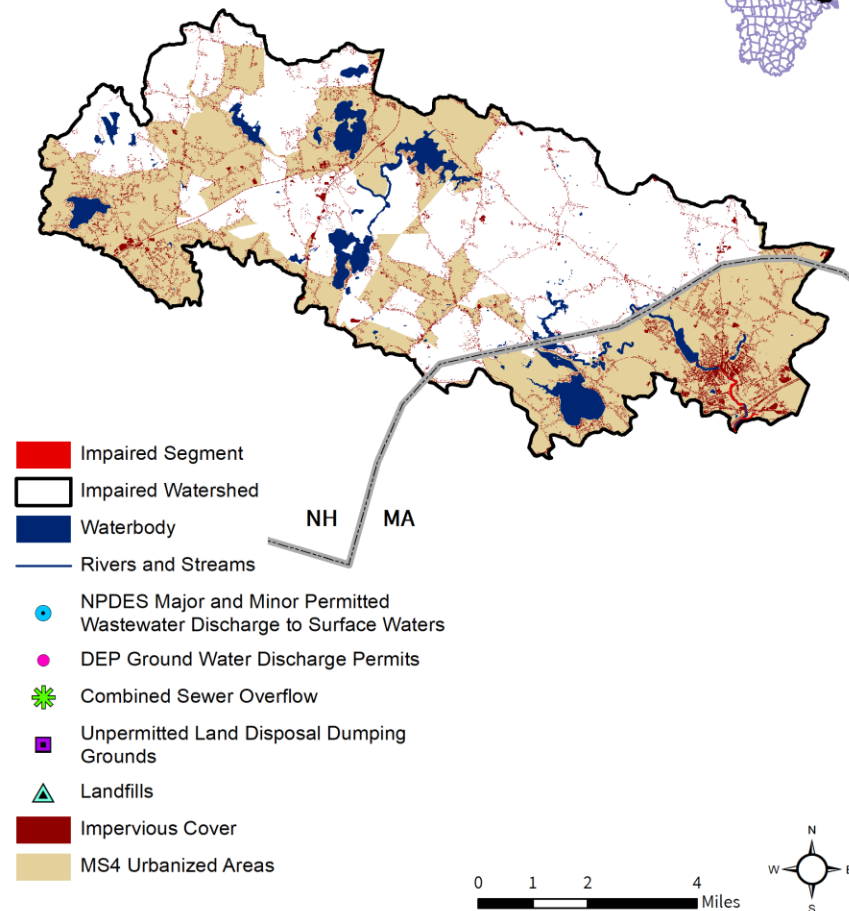 NH MA
Impaired Segment
Impaired Watershed
Waterbody
Rivers and Streams
NPDES Major and Minor Permitted
Wastewater Discharge to Surface Waters
DEP Ground Water Discharge Permits
Combined Sewer Overflow
Unpermitted Land Disposal Dumping
Grounds
Landfills
Impervious Cover
MS4 Urbanized Areas
0 1 2 4
Miles
N
W E
S